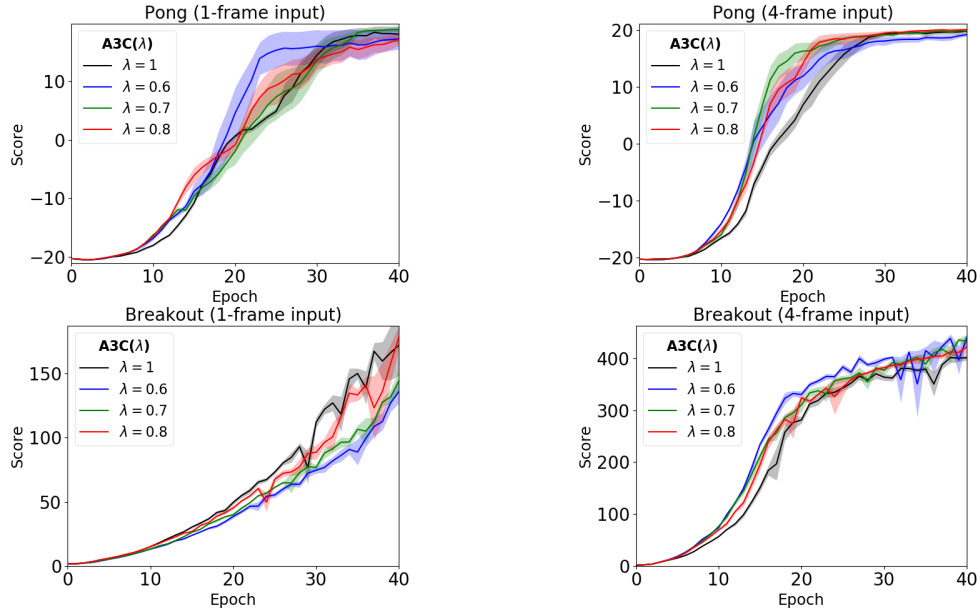 Pong (1-frame input)
A3C(λ)
λ = 1
λ = 0.6
λ = 0.7
λ = 0.8
10
0
−10
−20
Score
0 10 20 30 40
Epoch
Pong (4-frame input)
A3C(λ)
λ = 1
λ = 0.6
λ = 0.7
λ = 0.8
20
10
0
−10
−20
Score
0 10 20 30 40
Epoch
Breakout (1-frame input)
A3C(λ)
λ = 1
λ = 0.6
λ = 0.7
λ = 0.8
150
100
50
0
Score
0 10 20 30 40
Epoch
Breakout (4-frame input)
A3C(λ)
λ = 1
λ = 0.6
λ = 0.7
λ = 0.8
400
300
200
100
0
Score
0 10 20 30 40
Epoch